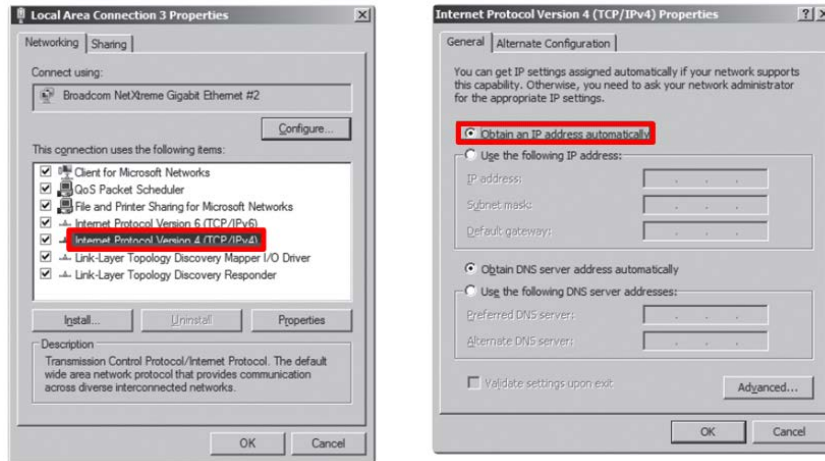 Local Area Connection 3 Properties
Networking
Sharing
Connect using:
Broadcom NetXtreme Gigabit Ethernet #2
Configure...
This connection uses the following items:
Client for Microsoft Networks
QoS Packet Scheduler
File and Printer Sharing for Microsoft Networks
Internet Protocol Version 6 (TCP/IPv6)
Internet Protocol Version 4 (TCP/IPv4)
Link-Layer Topology Discovery Mapper I/O Driver
Link-Layer Topology Discovery Responder
Install...
Uninstall
Properties
Description
Transmission Control Protocol/Internet Protocol. The default
wide area network protocol that provides communication
across diverse interconnected networks.
OK
Cancel
Internet Protocol Version 4 (TCP/IPv4) Properties
General
Alternate Configuration
You can get IP settings assigned automatically if your network supports
this capability. Otherwise, you need to ask your network administrator
for the appropriate IP settings.
Obtain an IP address automatically
Use the following IP address:
IP address:
Subnet mask:
Default gateway:
Obtain DNS server address automatically
Use the following DNS server addresses:
Preferred DNS server:
Alternate DNS server:
Validate settings upon exit
Advanced...
OK
Cancel